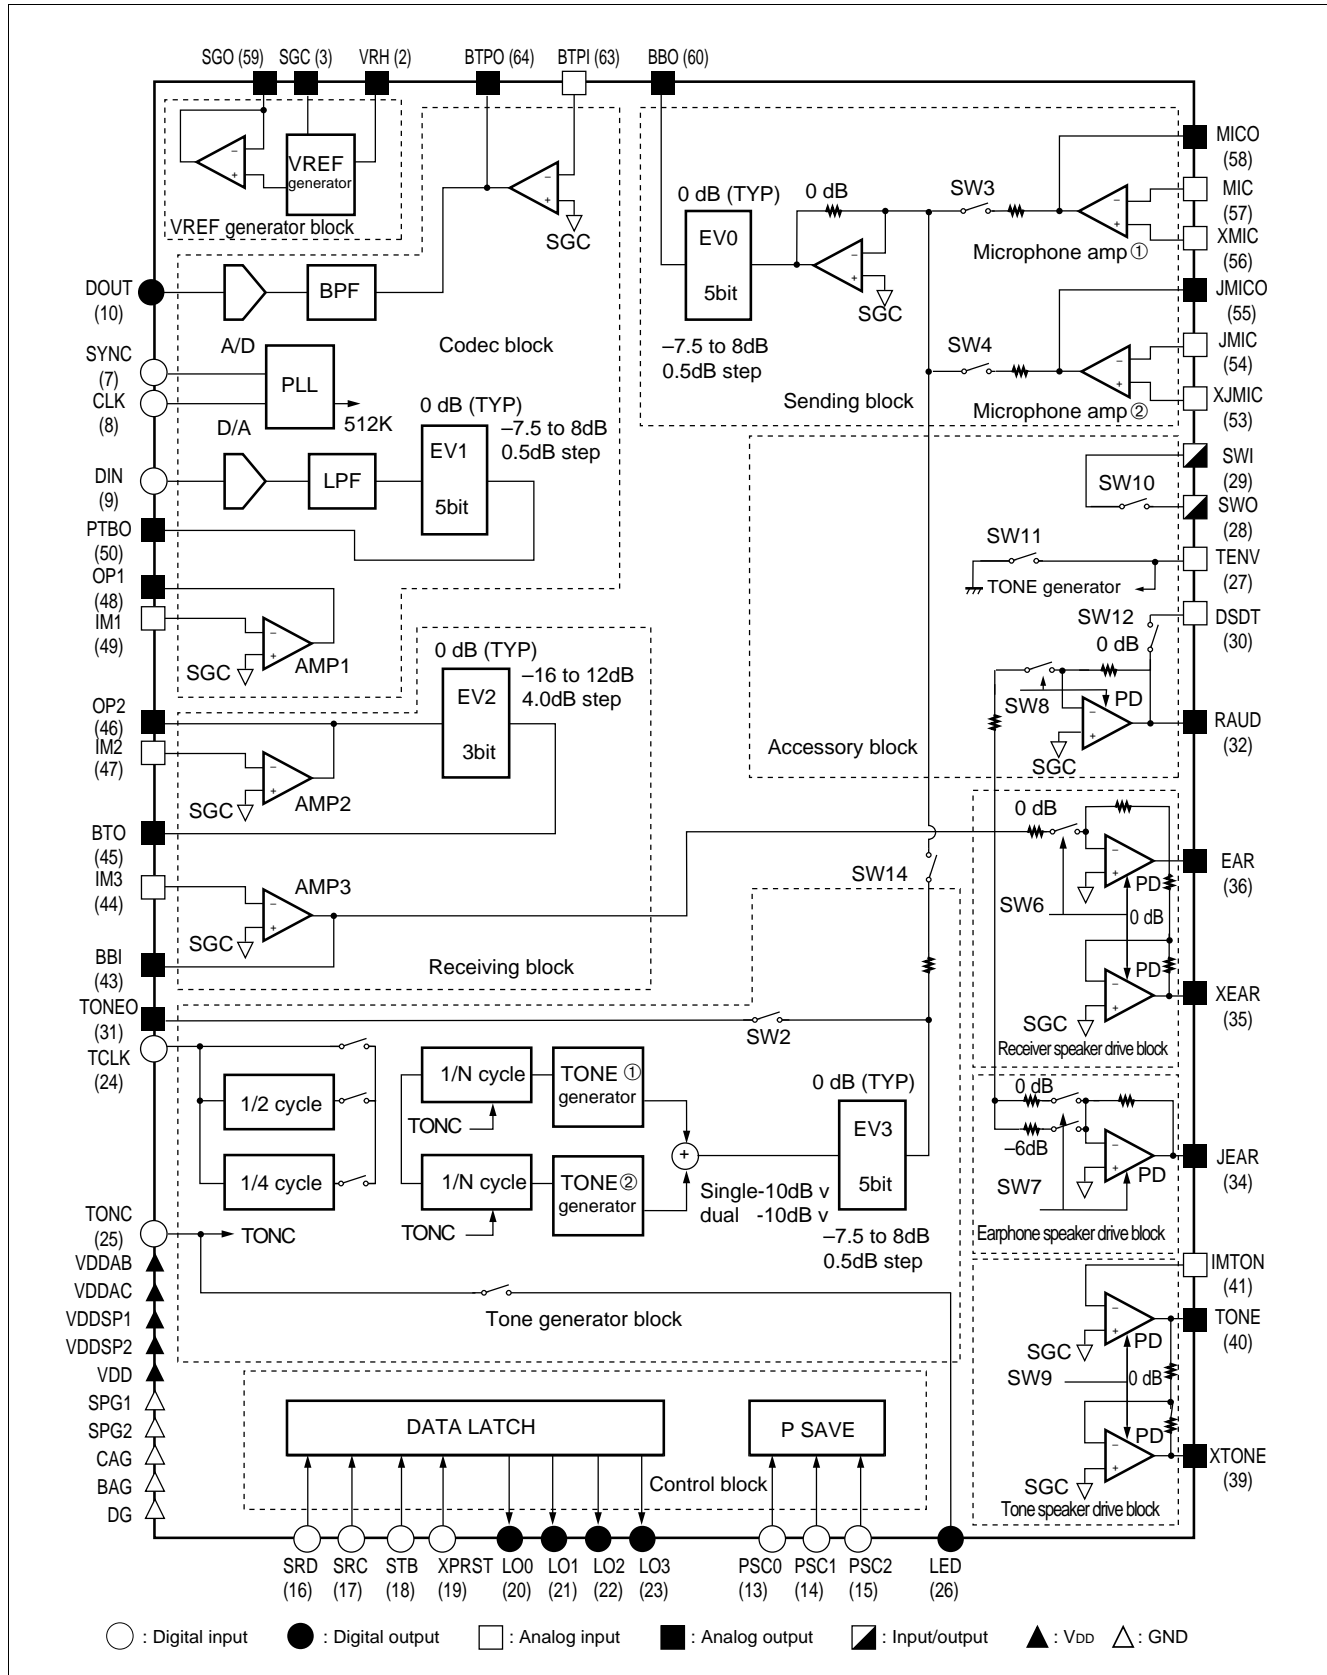 SGO (59) SGC (3) VRH (2) BTPO (64) BTPI (63) BBO (60)
VREF
generator
VREF generator block
SGC
MICO
(58)
MIC
(57)
XMIC
(56)
JMICO
(55)
JMIC
(54)
XJMIC
(53)
0 dB (TYP)
EV0
5bit
–7.5 to 8dB
0.5dB step
0 dB
SGC
SW3
Microphone amp ①
SW4
Microphone amp ②
Sending block
DOUT
(10)
SYNC
(7)
CLK
(8)
DIN
(9)
PTBO
(50)
OP1
(48)
IM1
(49)
A/D
BPF
Codec block
PLL
512K
D/A
LPF
0 dB (TYP)
EV1
5bit
–7.5 to 8dB
0.5dB step
SGC
AMP1
SWI
(29)
SWO
(28)
TENV
(27)
DSDT
(30)
RAUD
(32)
SW10
SW11
TONE generator
SW12
0 dB
SW8
PD
SGC
Accessory block
OP2
(46)
IM2
(47)
BTO
(45)
IM3
(44)
BBI
(43)
0 dB (TYP)
EV2
3bit
–16 to 12dB
4.0dB step
SGC
AMP2
AMP3
SGC
Receiving block
SW14
0 dB
PD
SW6
0 dB
PD
SGC
Receiver speaker drive block
EAR
(36)
XEAR
(35)
TONEO
(31)
TCLK
(24)
SW2
1/2 cycle
1/4 cycle
1/N cycle
TONC
TONE ①
generator
1/N cycle
TONC
TONE ②
generator
+
0 dB (TYP)
EV3
5bit
Single-10dB v
dual -10dB v
–7.5 to 8dB
0.5dB step
0 dB
–6dB
SW7
PD
Earphone speaker drive block
JEAR
(34)
TONC
(25)
TONC
Tone generator block
VDDAB
VDDAC
VDDSP1
VDDSP2
VDD
SPG1
SPG2
CAG
BAG
DG
IMTON
(41)
TONE
(40)
XTONE
(39)
SGC
PD
SW9
0 dB
PD
SGC
Tone speaker drive block
DATA LATCH
P SAVE
Control block
SRD SRC STB XPRST LO0 LO1 LO2 LO3 PSC0 PSC1 PSC2 LED
(16) (17) (18) (19) (20) (21) (22) (23) (13) (14) (15) (26)
: Digital input : Digital output : Analog input : Analog output : Input/output : VDD : GND